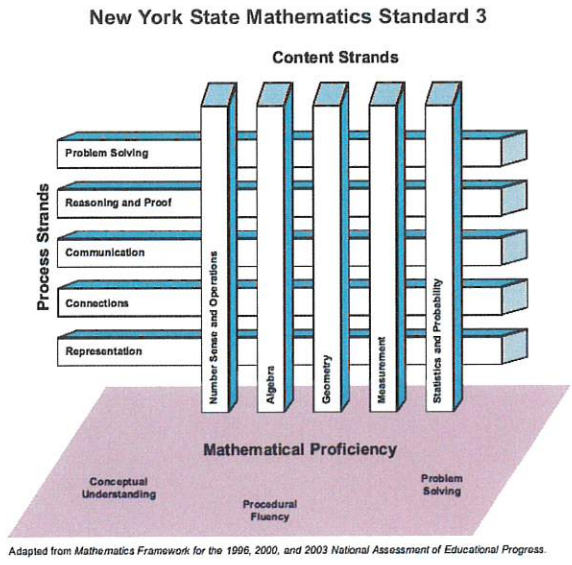 New York State Mathematics Standard 3
Content Strands
Process Strands
Problem Solving
Reasoning and Proof
Communication
Connections
Representation
Number Sense and Operations
Algebra
Geometry
Measurement
Statistics and Probability
Mathematical Proficiency
Conceptual
Understanding
Procedural
Fluency
Problem
Solving
Adapted from Mathematics Framework for the 1996, 2000, and 2003 National Assessment of Educational Progress.